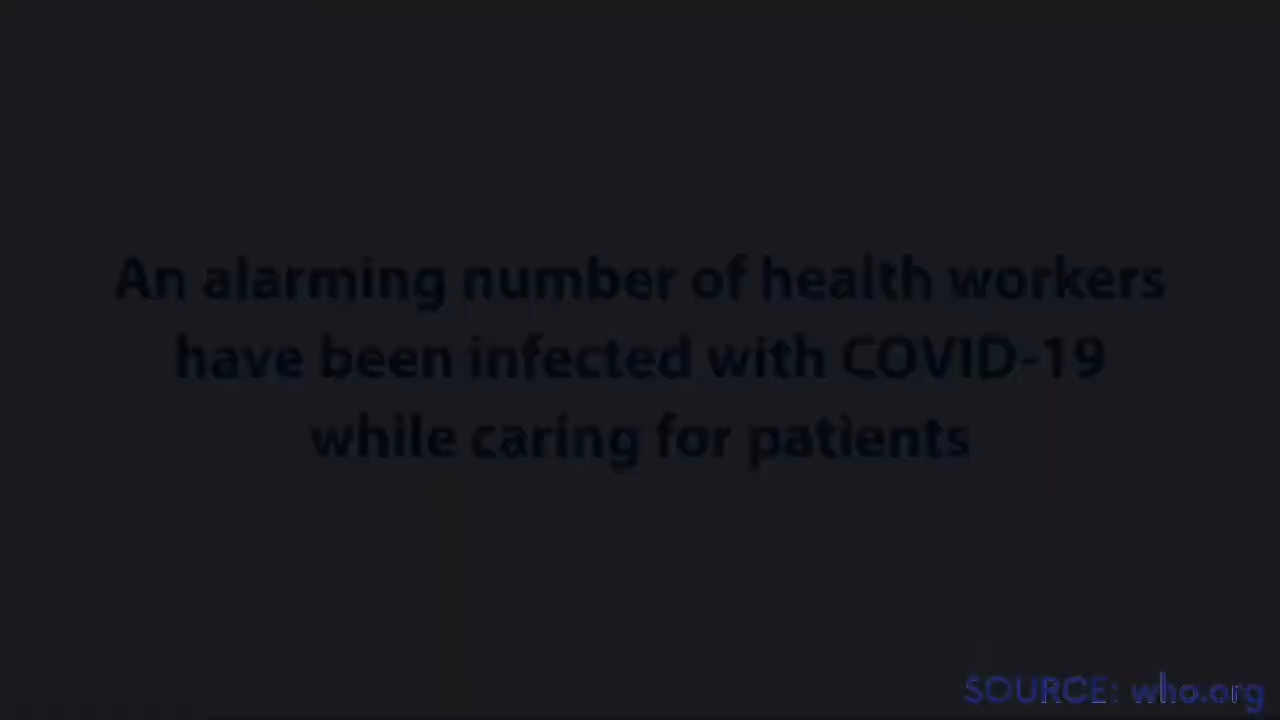 An alarming number of health workers
have been infected with COVID-19
while caring for patients
SOURCE: who.org